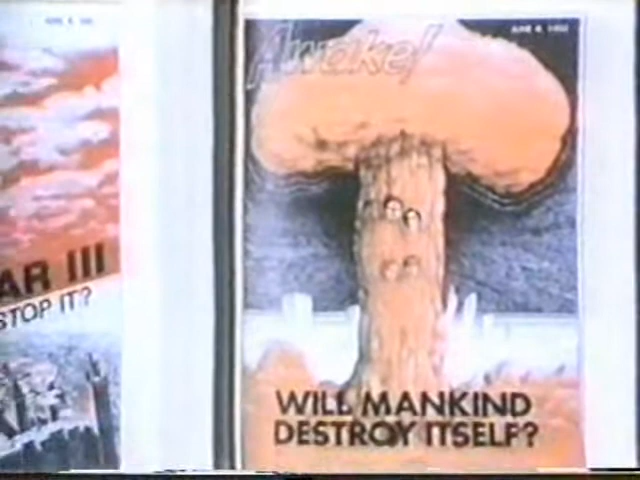 AR III
STOP IT?
Awake!
WILL MANKIND
DESTROY ITSELF?